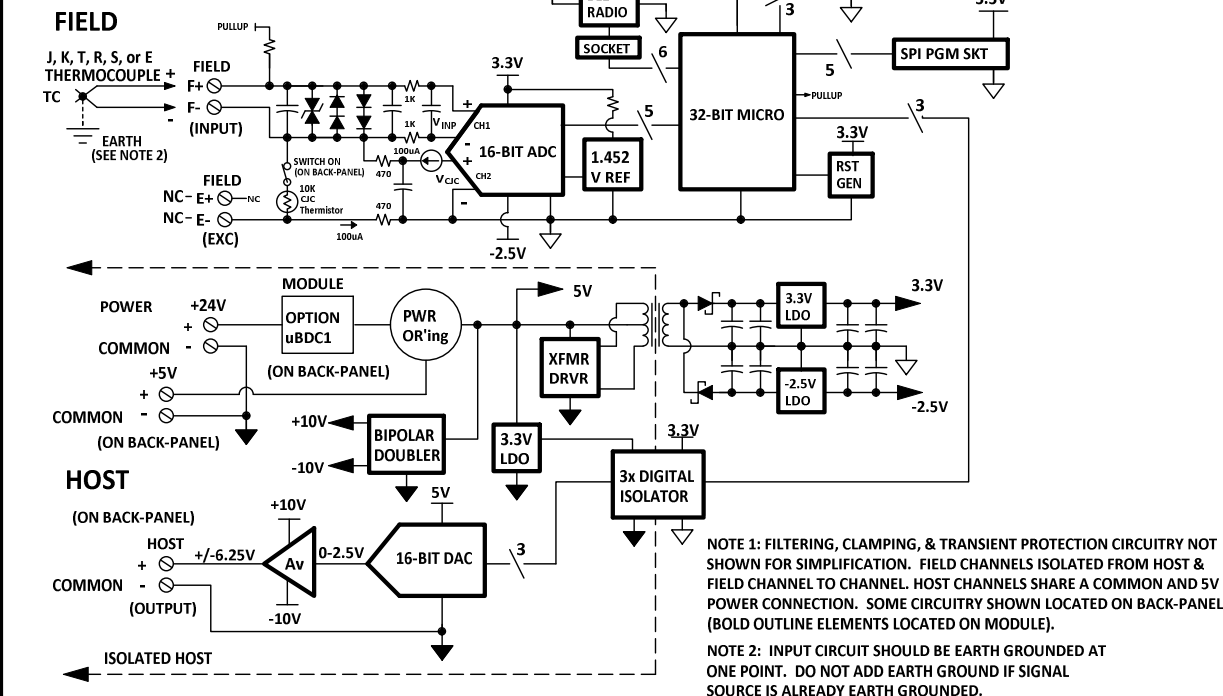 FIELD
RADIO
3
PULLUP
SOCKET
6
SPI PGM SKT
5
J, K, T, R, S, or E
THERMOCOUPLE +
TC
-
FIELD
F+
F-
(INPUT)
EARTH
(SEE NOTE 2)
1K
1K
VINP
3.3V
+
CH1
-
16-BIT ADC
+
CH2
-
5
1.452
V REF
32-BIT MICRO
PULLUP
3
3.3V
RST
GEN
SWITCH ON
(ON BACK-PANEL)
100uA
470
VCJC
FIELD
NC- E+
NC
10K
CJC
Thermistor
NC- E-
(EXC)
470
100uA
-2.5V
POWER
+24V
MODULE
+
OPTION
uBDC1
PWR
OR'ing
5V
COMMON
-
(ON BACK-PANEL)
+5V
+
COMMON
-
(ON BACK-PANEL)
XFMR
DRVR
3.3V
LDO
3.3V
-2.5V
LDO
-2.5V
+10V
-10V
BIPOLAR
DOUBLER
3.3V
LDO
3.3V
3x DIGITAL
ISOLATOR
HOST
(ON BACK-PANEL)
HOST
+
+/-6.25V
+10V
Av
-10V
0-2.5V
5V
16-BIT DAC
3
COMMON
-
(OUTPUT)
ISOLATED HOST
NOTE 1: FILTERING, CLAMPING, & TRANSIENT PROTECTION CIRCUITRY NOT
SHOWN FOR SIMPLIFICATION. FIELD CHANNELS ISOLATED FROM HOST &
FIELD CHANNEL TO CHANNEL. HOST CHANNELS SHARE A COMMON AND 5V
POWER CONNECTION. SOME CIRCUITRY SHOWN LOCATED ON BACK-PANEL
(BOLD OUTLINE ELEMENTS LOCATED ON MODULE).
NOTE 2: INPUT CIRCUIT SHOULD BE EARTH GROUNDED AT
ONE POINT. DO NOT ADD EARTH GROUND IF SIGNAL
SOURCE IS ALREADY EARTH GROUNDED.